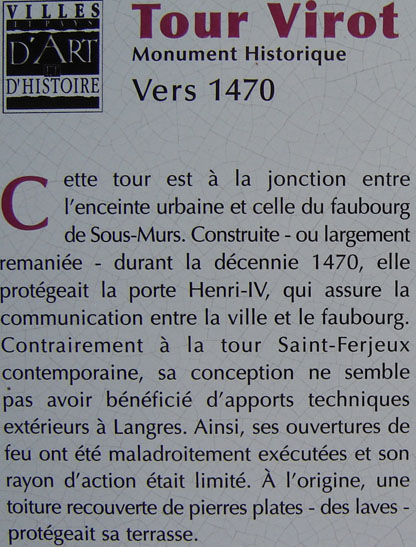 VILLES
ET PAYS
D'ART
ET
D'HISTOIRE
Tour Virot
Monument Historique
Vers 1470
Cette tour est à la jonction entre
l'enceinte urbaine et celle du faubourg
de Sous-Murs. Construite - ou largement
remaniée - durant la décennie 1470, elle
protégeait la porte Henri-IV, qui assure la
communication entre la ville et le faubourg.
Contrairement à la tour Saint-Ferjeux
contemporaine, sa conception ne semble
pas avoir bénéficié d'apports techniques
extérieurs à Langres. Ainsi, ses ouvertures de
feu ont été maladroitement exécutées et son
rayon d'action était limité. À l'origine, une
toiture recouverte de pierres plates - des laves -
protégeait sa terrasse.